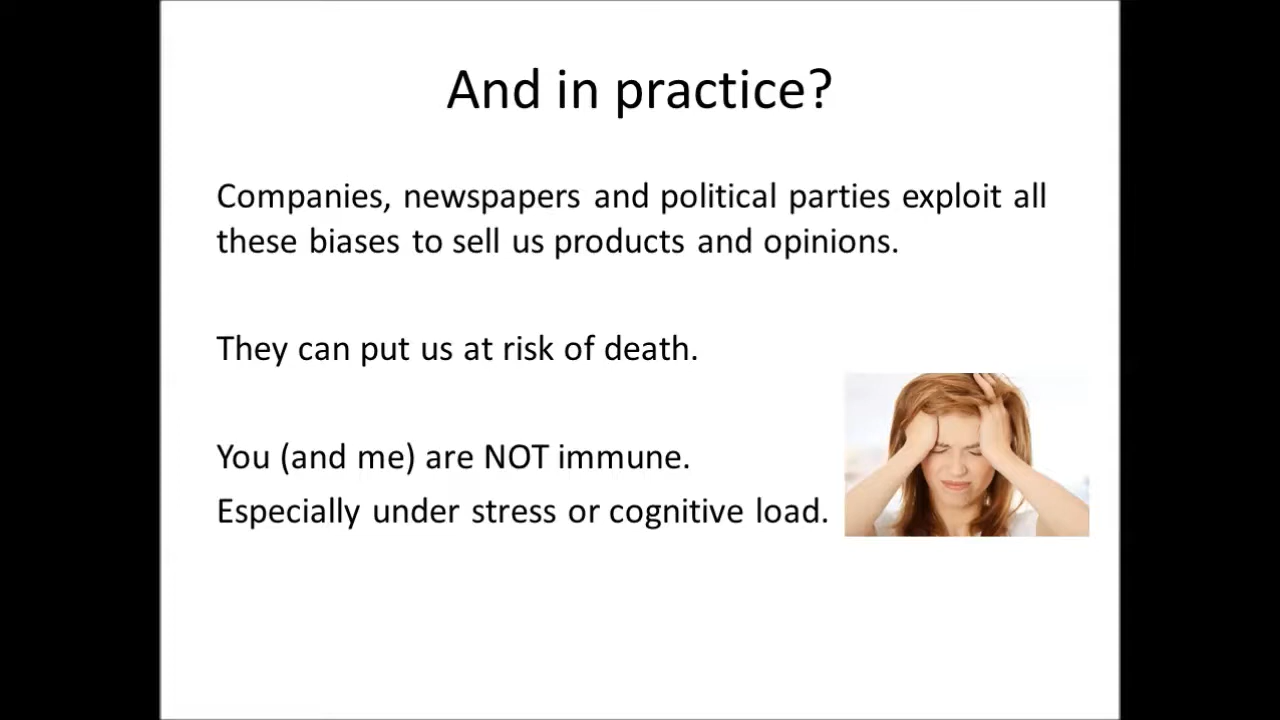 And in practice?
Companies, newspapers and political parties exploit all
these biases to sell us products and opinions.
They can put us at risk of death.
You (and me) are NOT immune.
Especially under stress or cognitive load.